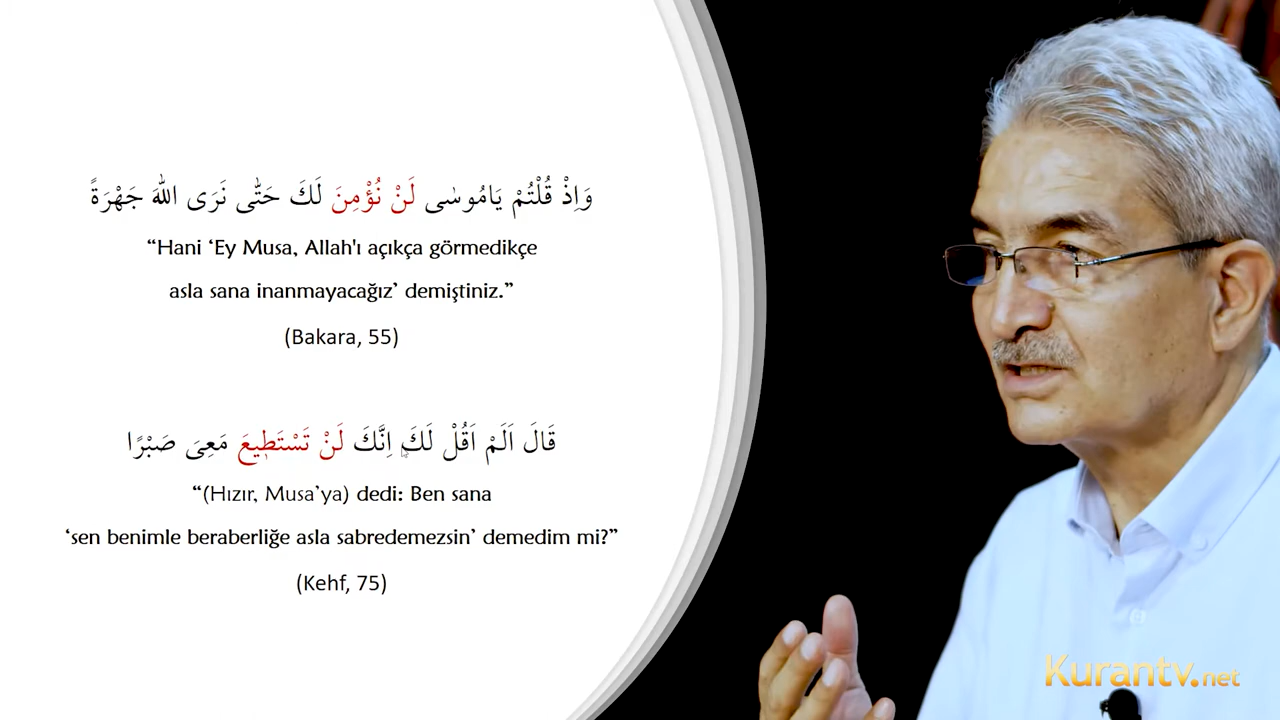 وَاِذْ قُلْتُمْ يَامُوسٰى لَنْ نُؤْمِنَ لَكَ حَتّٰى نَرَى اللّٰهَ جَهْرَةً
“Hani ‘Ey Musa, Allah'ı açıkça görmedikçe
asla sana inanmayacağız’ demiştiniz.”
(Bakara, 55)
قَالَ اَلَمْ اَقُلْ لَكَ اِنَّكَ لَنْ تَسْتَطٖيعَ مَعِىَ صَبْرًا
“(Hızır, Musa’ya) dedi: Ben sana
‘sen benimle beraberliğe asla sabredemezsin’ demedim mi?”
(Kehf, 75)
Kurantv.net